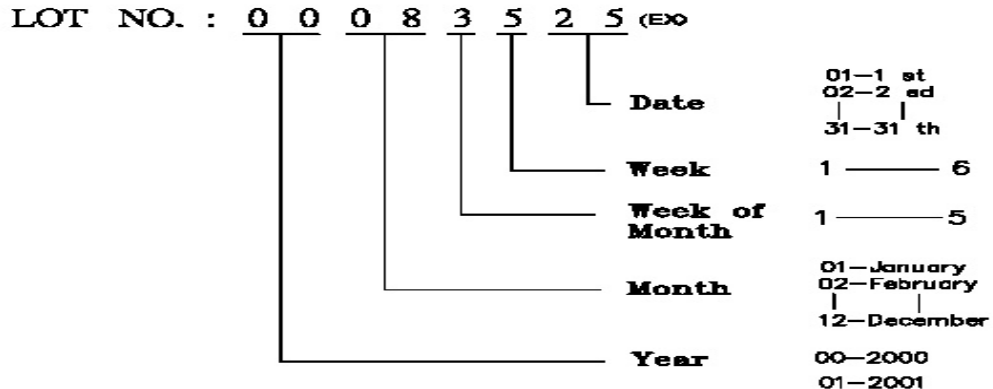 LOT NO. : 0 0 0 8 3 5 2 5 (EX)
Date
01-1 st
02-2 ed
31-31 th
Week 1 6
Week of Month 1 5
Month
01-January
02-February
12-December
Year
00-2000
01-2001